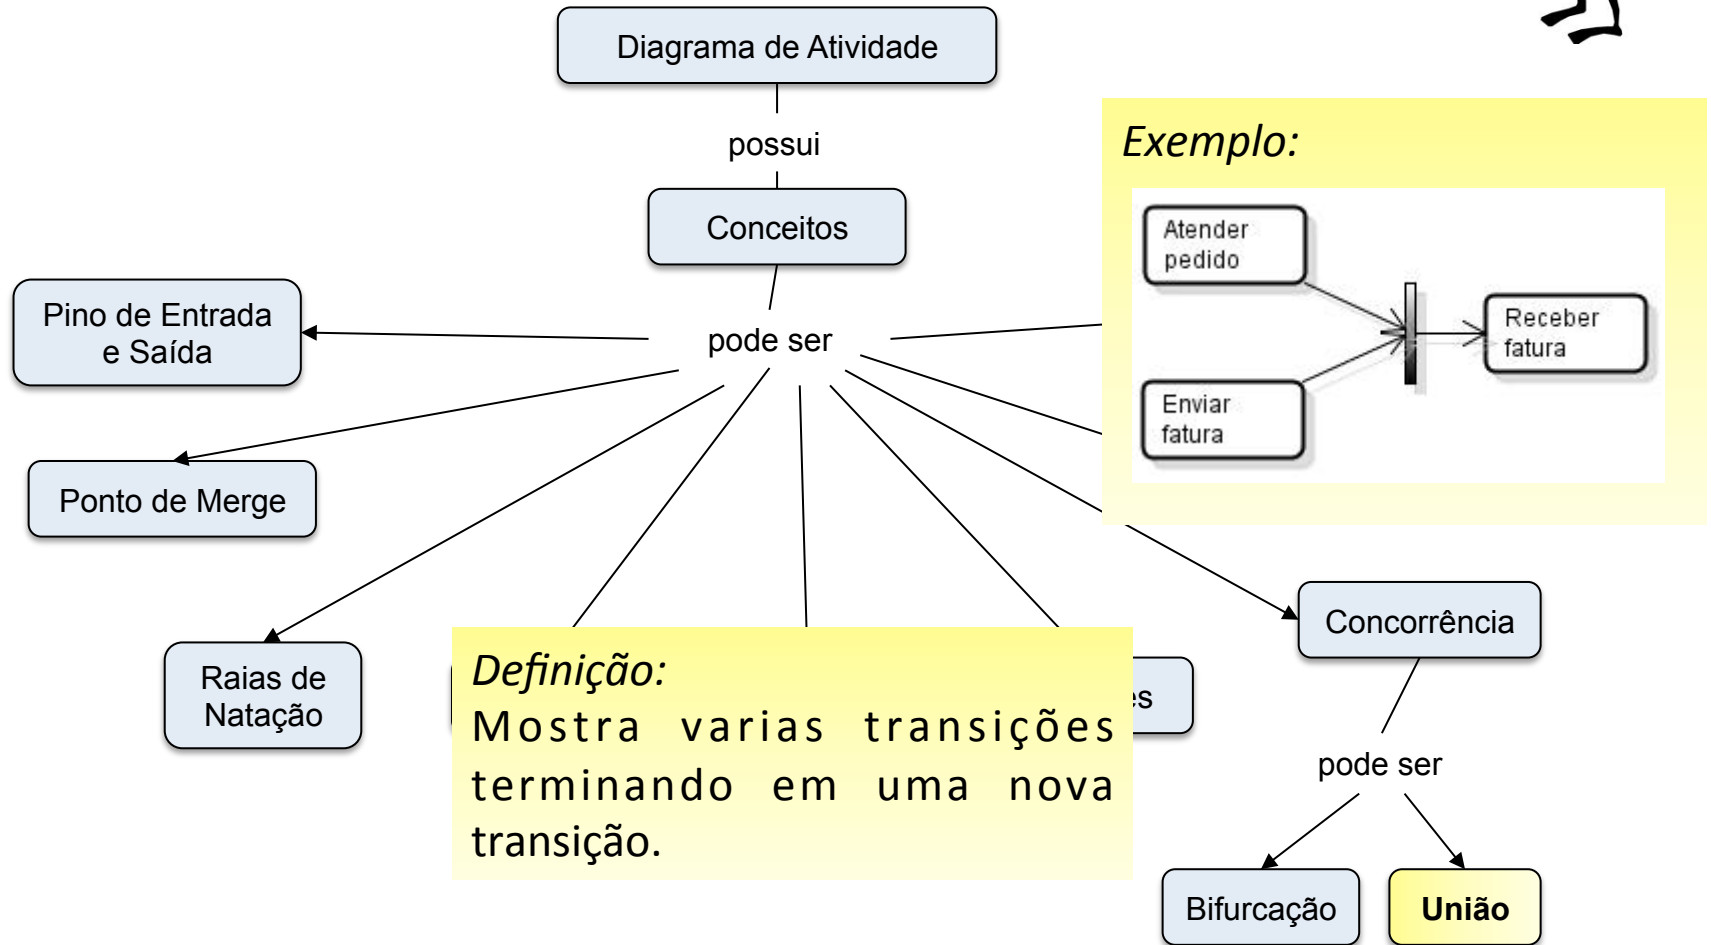 Diagrama de Atividade
possui
Conceitos
Exemplo:
Atender
pedido
Receber
fatura
Enviar
fatura
Pino de Entrada
e Saída
pode ser
Ponto de Merge
Raias de
Natação
Definição:
Mostra varias transições
terminando em uma nova
transição.
Concorrência
pode ser
Bifurcação
União